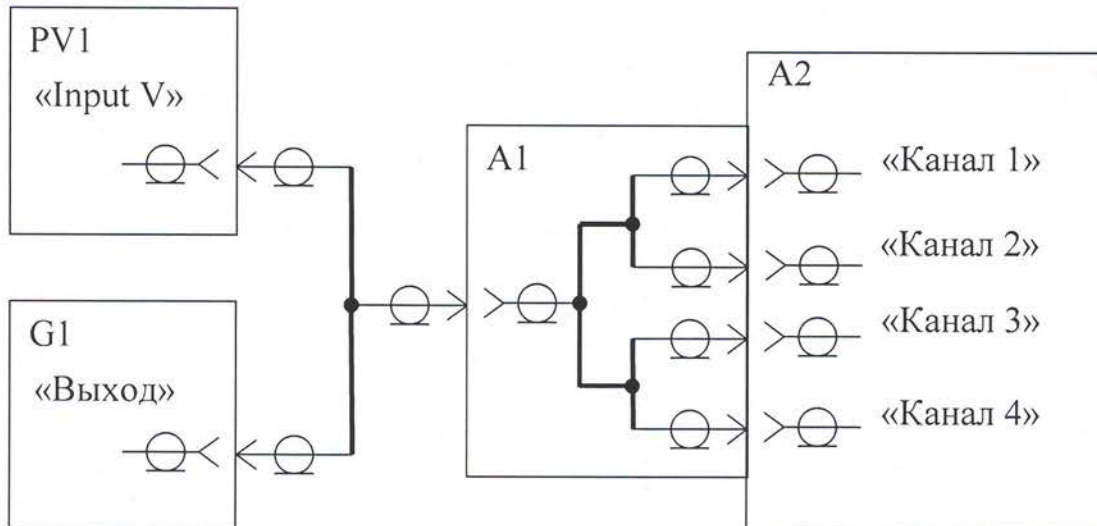 PV1
«Input V»
G1
«Выход»
A1
A2
«Канал 1»
«Канал 2»
«Канал 3»
«Канал 4»